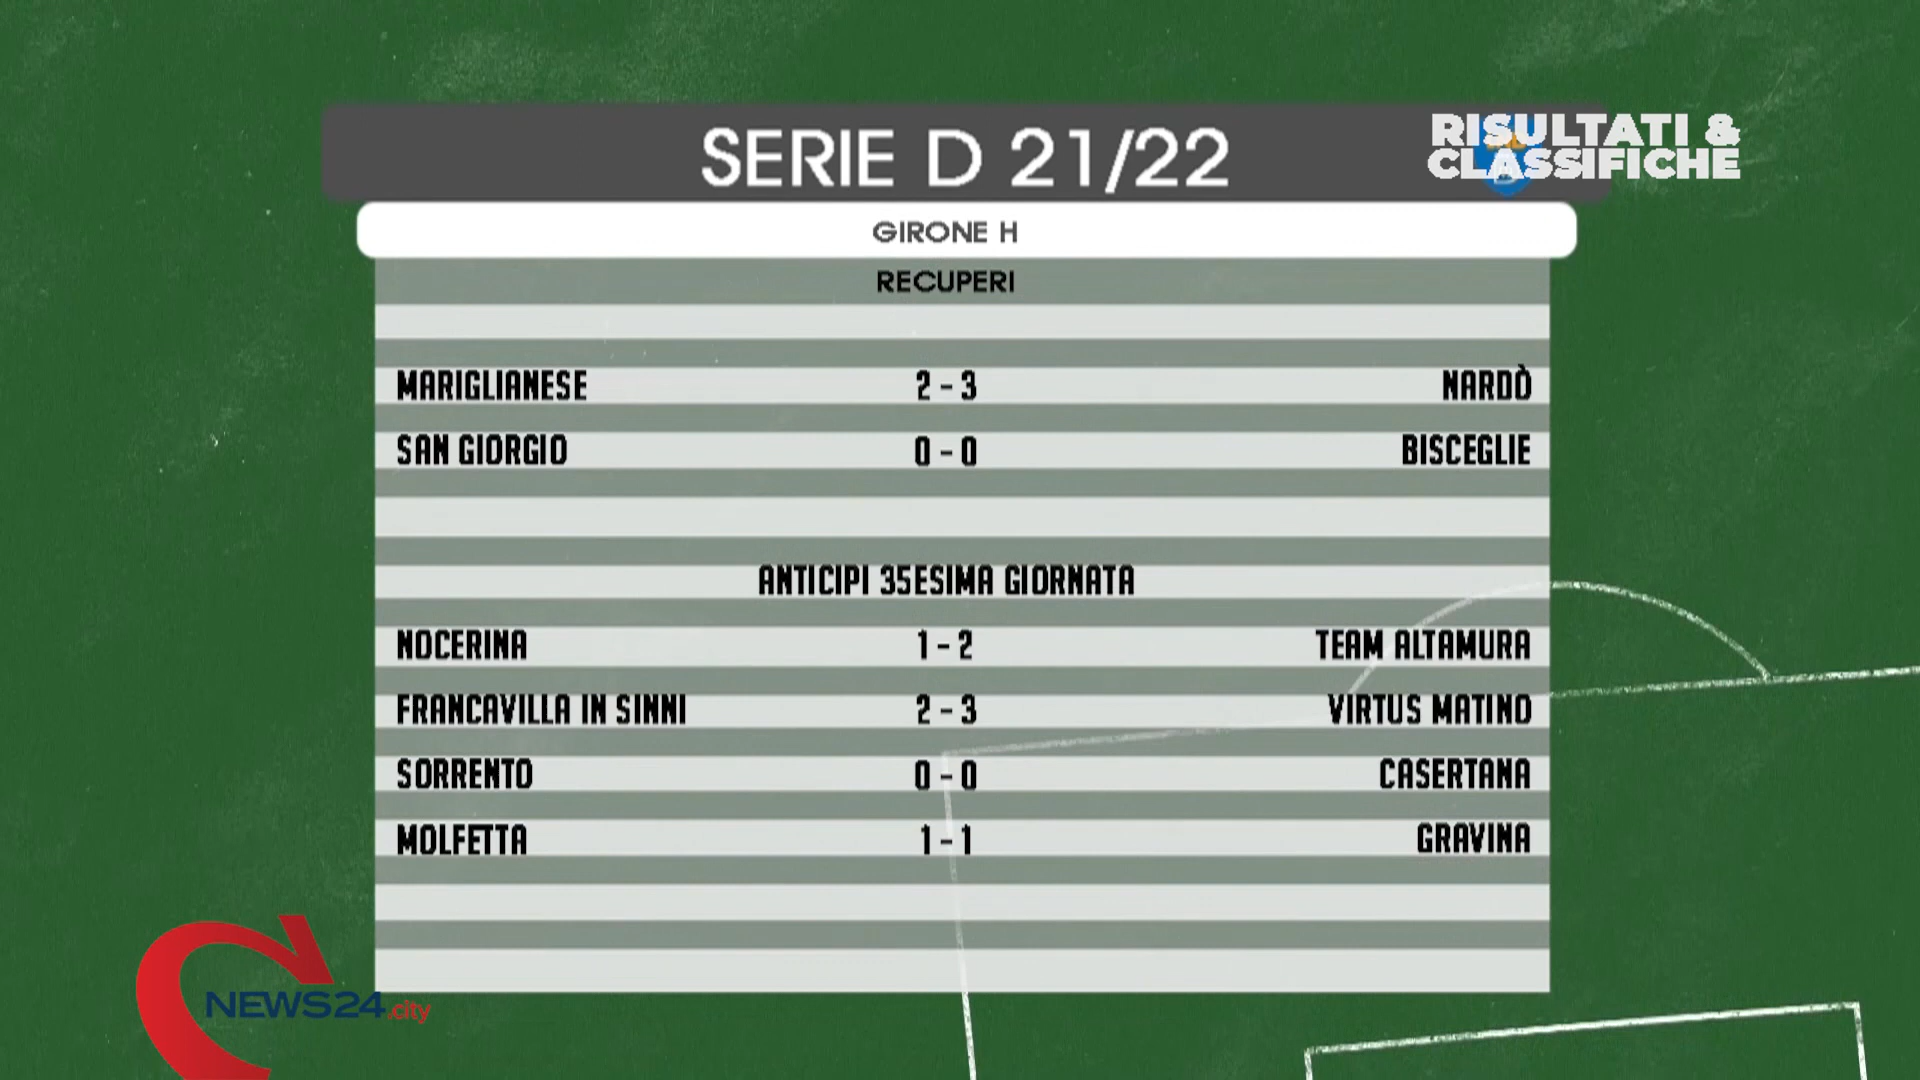 SERIE D 21/22
RISULTATI &
CLASSIFICHE
GIRONE H
RECUPERI
MARIGLIANESE 2 - 3 NARDÒ
SAN GIORGIO 0 - 0 BISCEGLIE
ANTICIPI 35ESIMA GIORNATA
NOCERINA 1 - 2 TEAM ALTAMURA
FRANCAVILLA IN SINNI 2 - 3 VIRTUS MATINO
SORRENTO 0 - 0 CASERTANA
MOLFETTA 1 - 1 GRAVINA
NEWS24.city